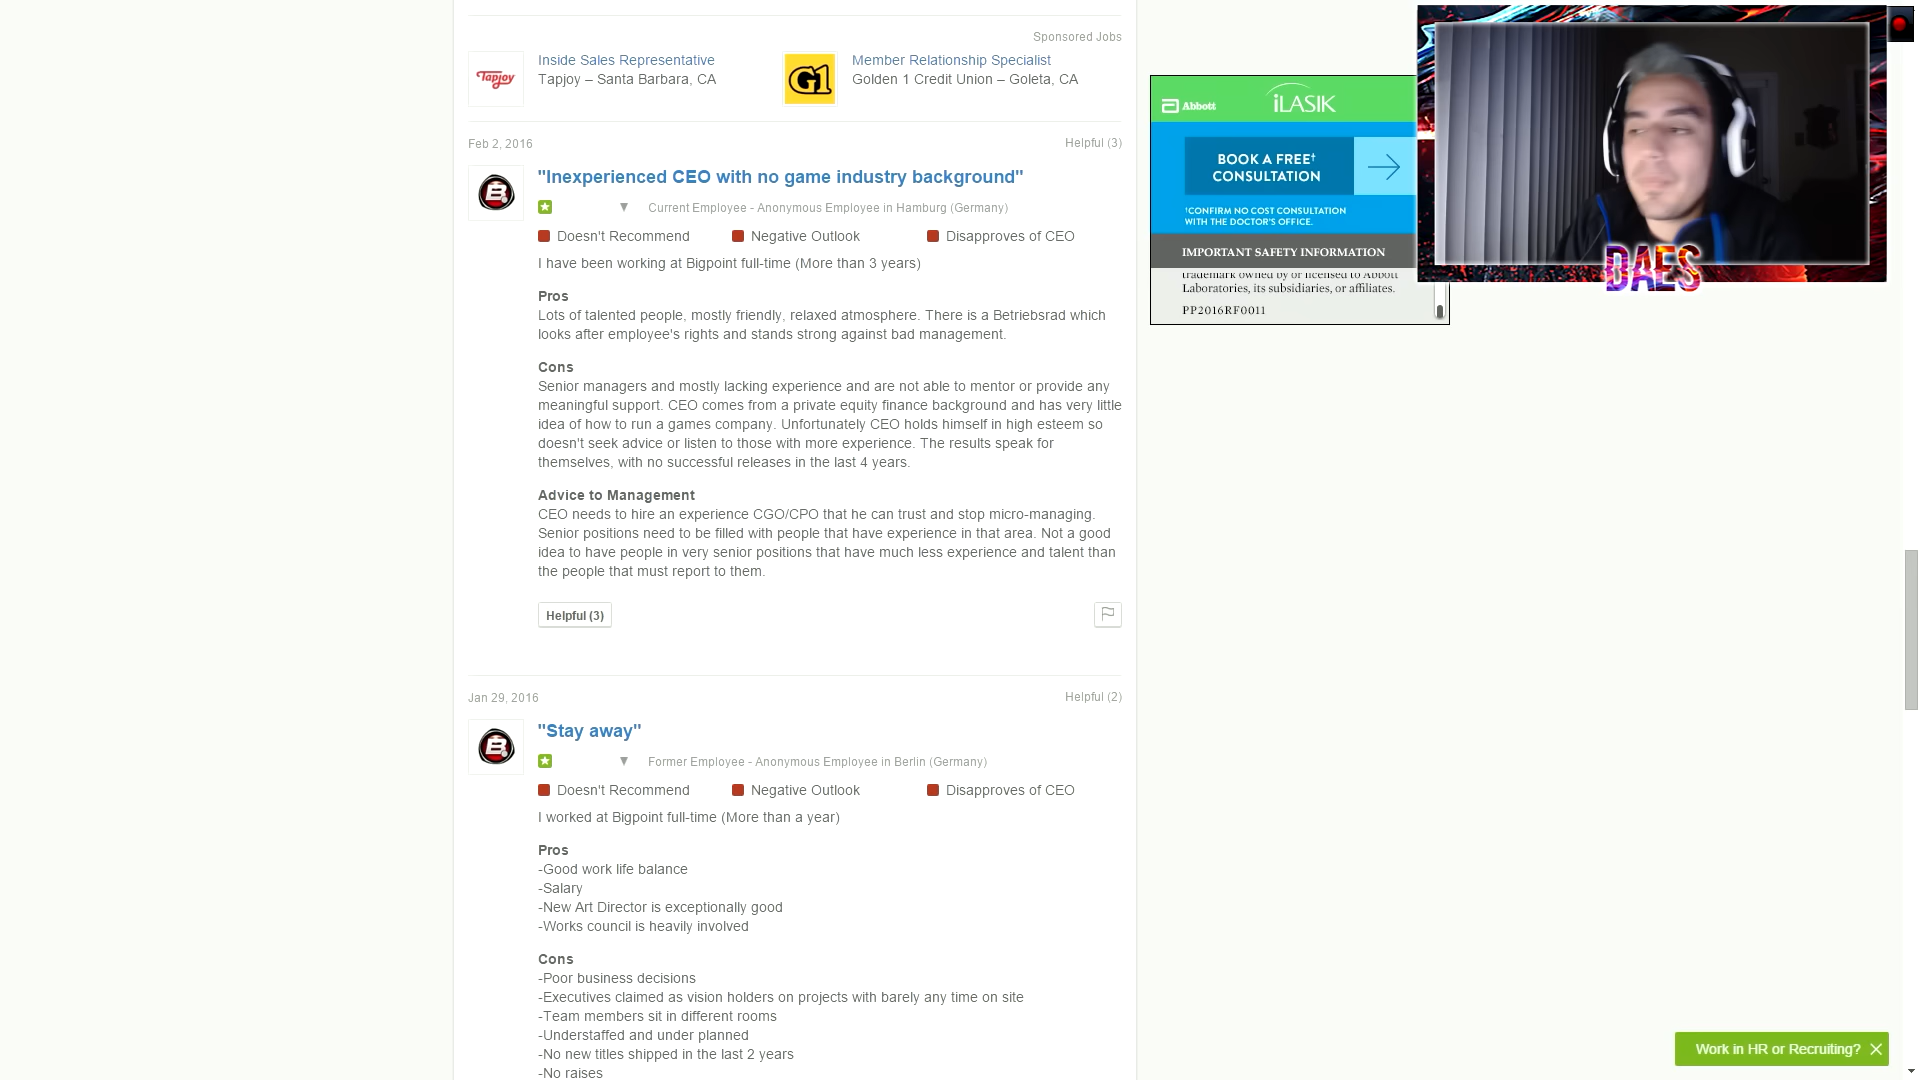 Sponsored Jobs
Tapjoy
Inside Sales Representative
Tapjoy – Santa Barbara, CA
G1
Member Relationship Specialist
Golden 1 Credit Union – Goleta, CA
Feb 2, 2016
Helpful (3)
B.
"Inexperienced CEO with no game industry background"
Current Employee - Anonymous Employee in Hamburg (Germany)
Doesn't Recommend
Negative Outlook
Disapproves of CEO
I have been working at Bigpoint full-time (More than 3 years)
Pros
Lots of talented people, mostly friendly, relaxed atmosphere. There is a Betriebsrad which
looks after employee's rights and stands strong against bad management.
Cons
Senior managers and mostly lacking experience and are not able to mentor or provide any
meaningful support. CEO comes from a private equity finance background and has very little
idea of how to run a games company. Unfortunately CEO holds himself in high esteem so
doesn't seek advice or listen to those with more experience. The results speak for
themselves, with no successful releases in the last 4 years.
Advice to Management
CEO needs to hire an experience CGO/CPO that he can trust and stop micro-managing.
Senior positions need to be filled with people that have experience in that area. Not a good
idea to have people in very senior positions that have much less experience and talent than
the people that must report to them.
Helpful (3)
Jan 29, 2016
Helpful (2)
B.
"Stay away"
Former Employee - Anonymous Employee in Berlin (Germany)
Doesn't Recommend
Negative Outlook
Disapproves of CEO
I worked at Bigpoint full-time (More than a year)
Pros
-Good work life balance
-Salary
-New Art Director is exceptionally good
-Works council is heavily involved
Cons
-Poor business decisions
-Executives claimed as vision holders on projects with barely any time on site
-Team members sit in different rooms
-Understaffed and under planned
-No new titles shipped in the last 2 years
-No raises
Abbott
iLASIK
BOOK A FREE†
CONSULTATION
†CONFIRM NO COST CONSULTATION
WITH THE DOCTOR'S OFFICE.
IMPORTANT SAFETY INFORMATION
trademark owned by or licensed to Abbott
Laboratories, its subsidiaries, or affiliates.
PP2016RF0011
DAES
Work in HR or Recruiting?